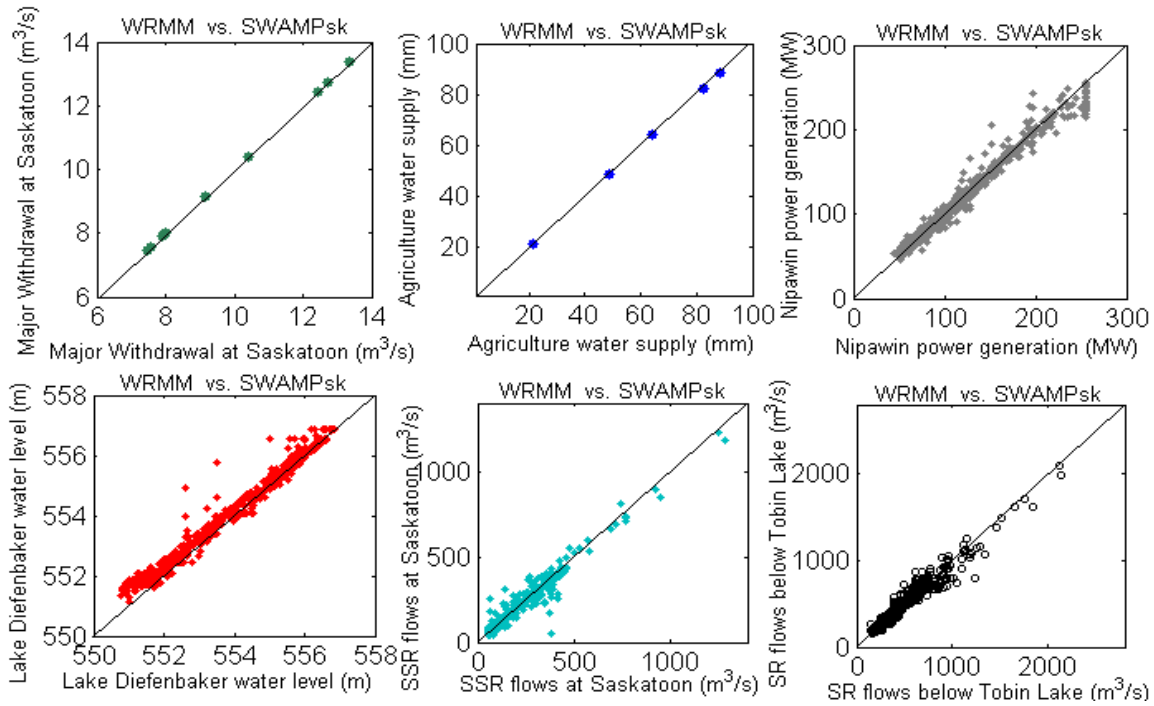 WRMM vs. SWAMPsk
Major Withdrawal at Saskatoon (m³/s)
14
12
10
8
6
6 8 10 12 14
Major Withdrawal at Saskatoon (m³/s)
WRMM vs. SWAMPsk
Agriculture water supply (mm)
100
80
60
40
20
20 40 60 80 100
Agriculture water supply (mm)
WRMM vs. SWAMPsk
Nipawin power generation (MW)
300
200
100
0
0 100 200 300
Nipawin power generation (MW)
WRMM vs. SWAMPsk
Lake Diefenbaker water level (m)
558
556
554
552
550
550 552 554 556 558
Lake Diefenbaker water level (m)
WRMM vs. SWAMPsk
SSR flows at Saskatoon (m³/s)
1000
500
0
0 500 1000
SSR flows at Saskatoon (m³/s)
WRMM vs. SWAMPsk
SR flows below Tobin Lake (m³/s)
2000
1000
0
0 1000 2000
SR flows below Tobin Lake (m³/s)